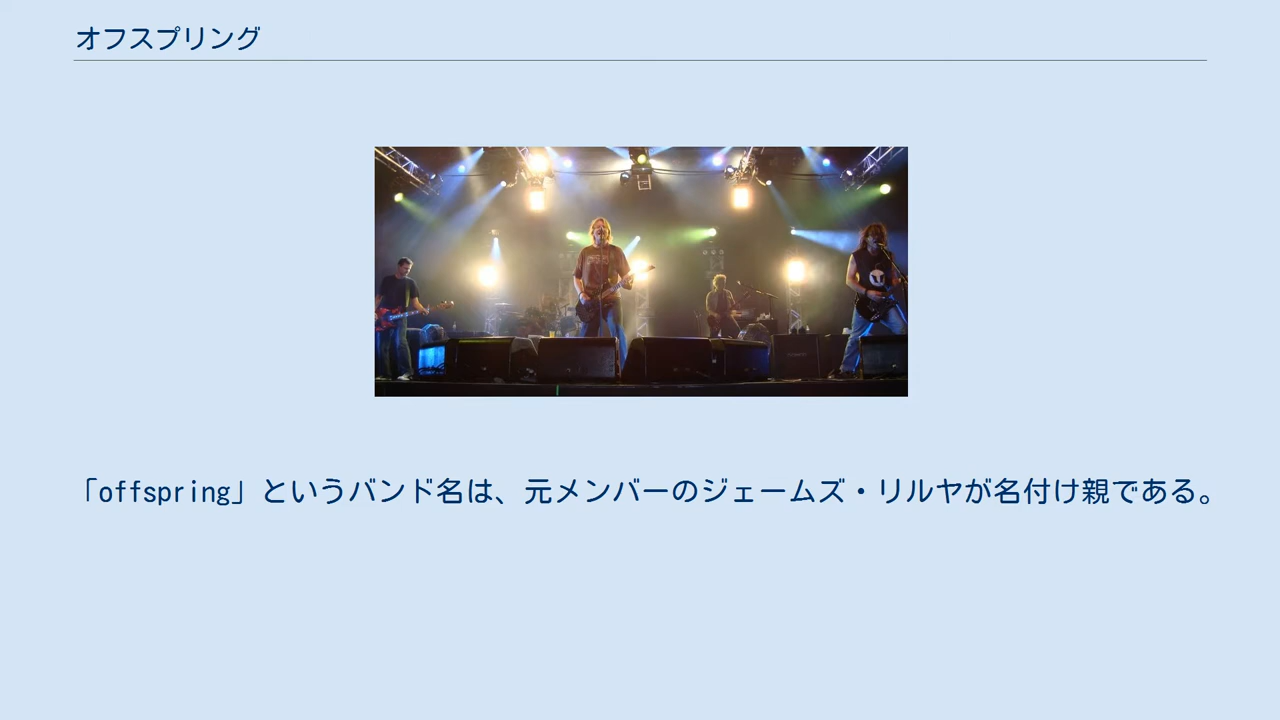 オフスプリング
「offspring」というバンド名は、元メンバーのジェームズ・リルヤが名付け親である。